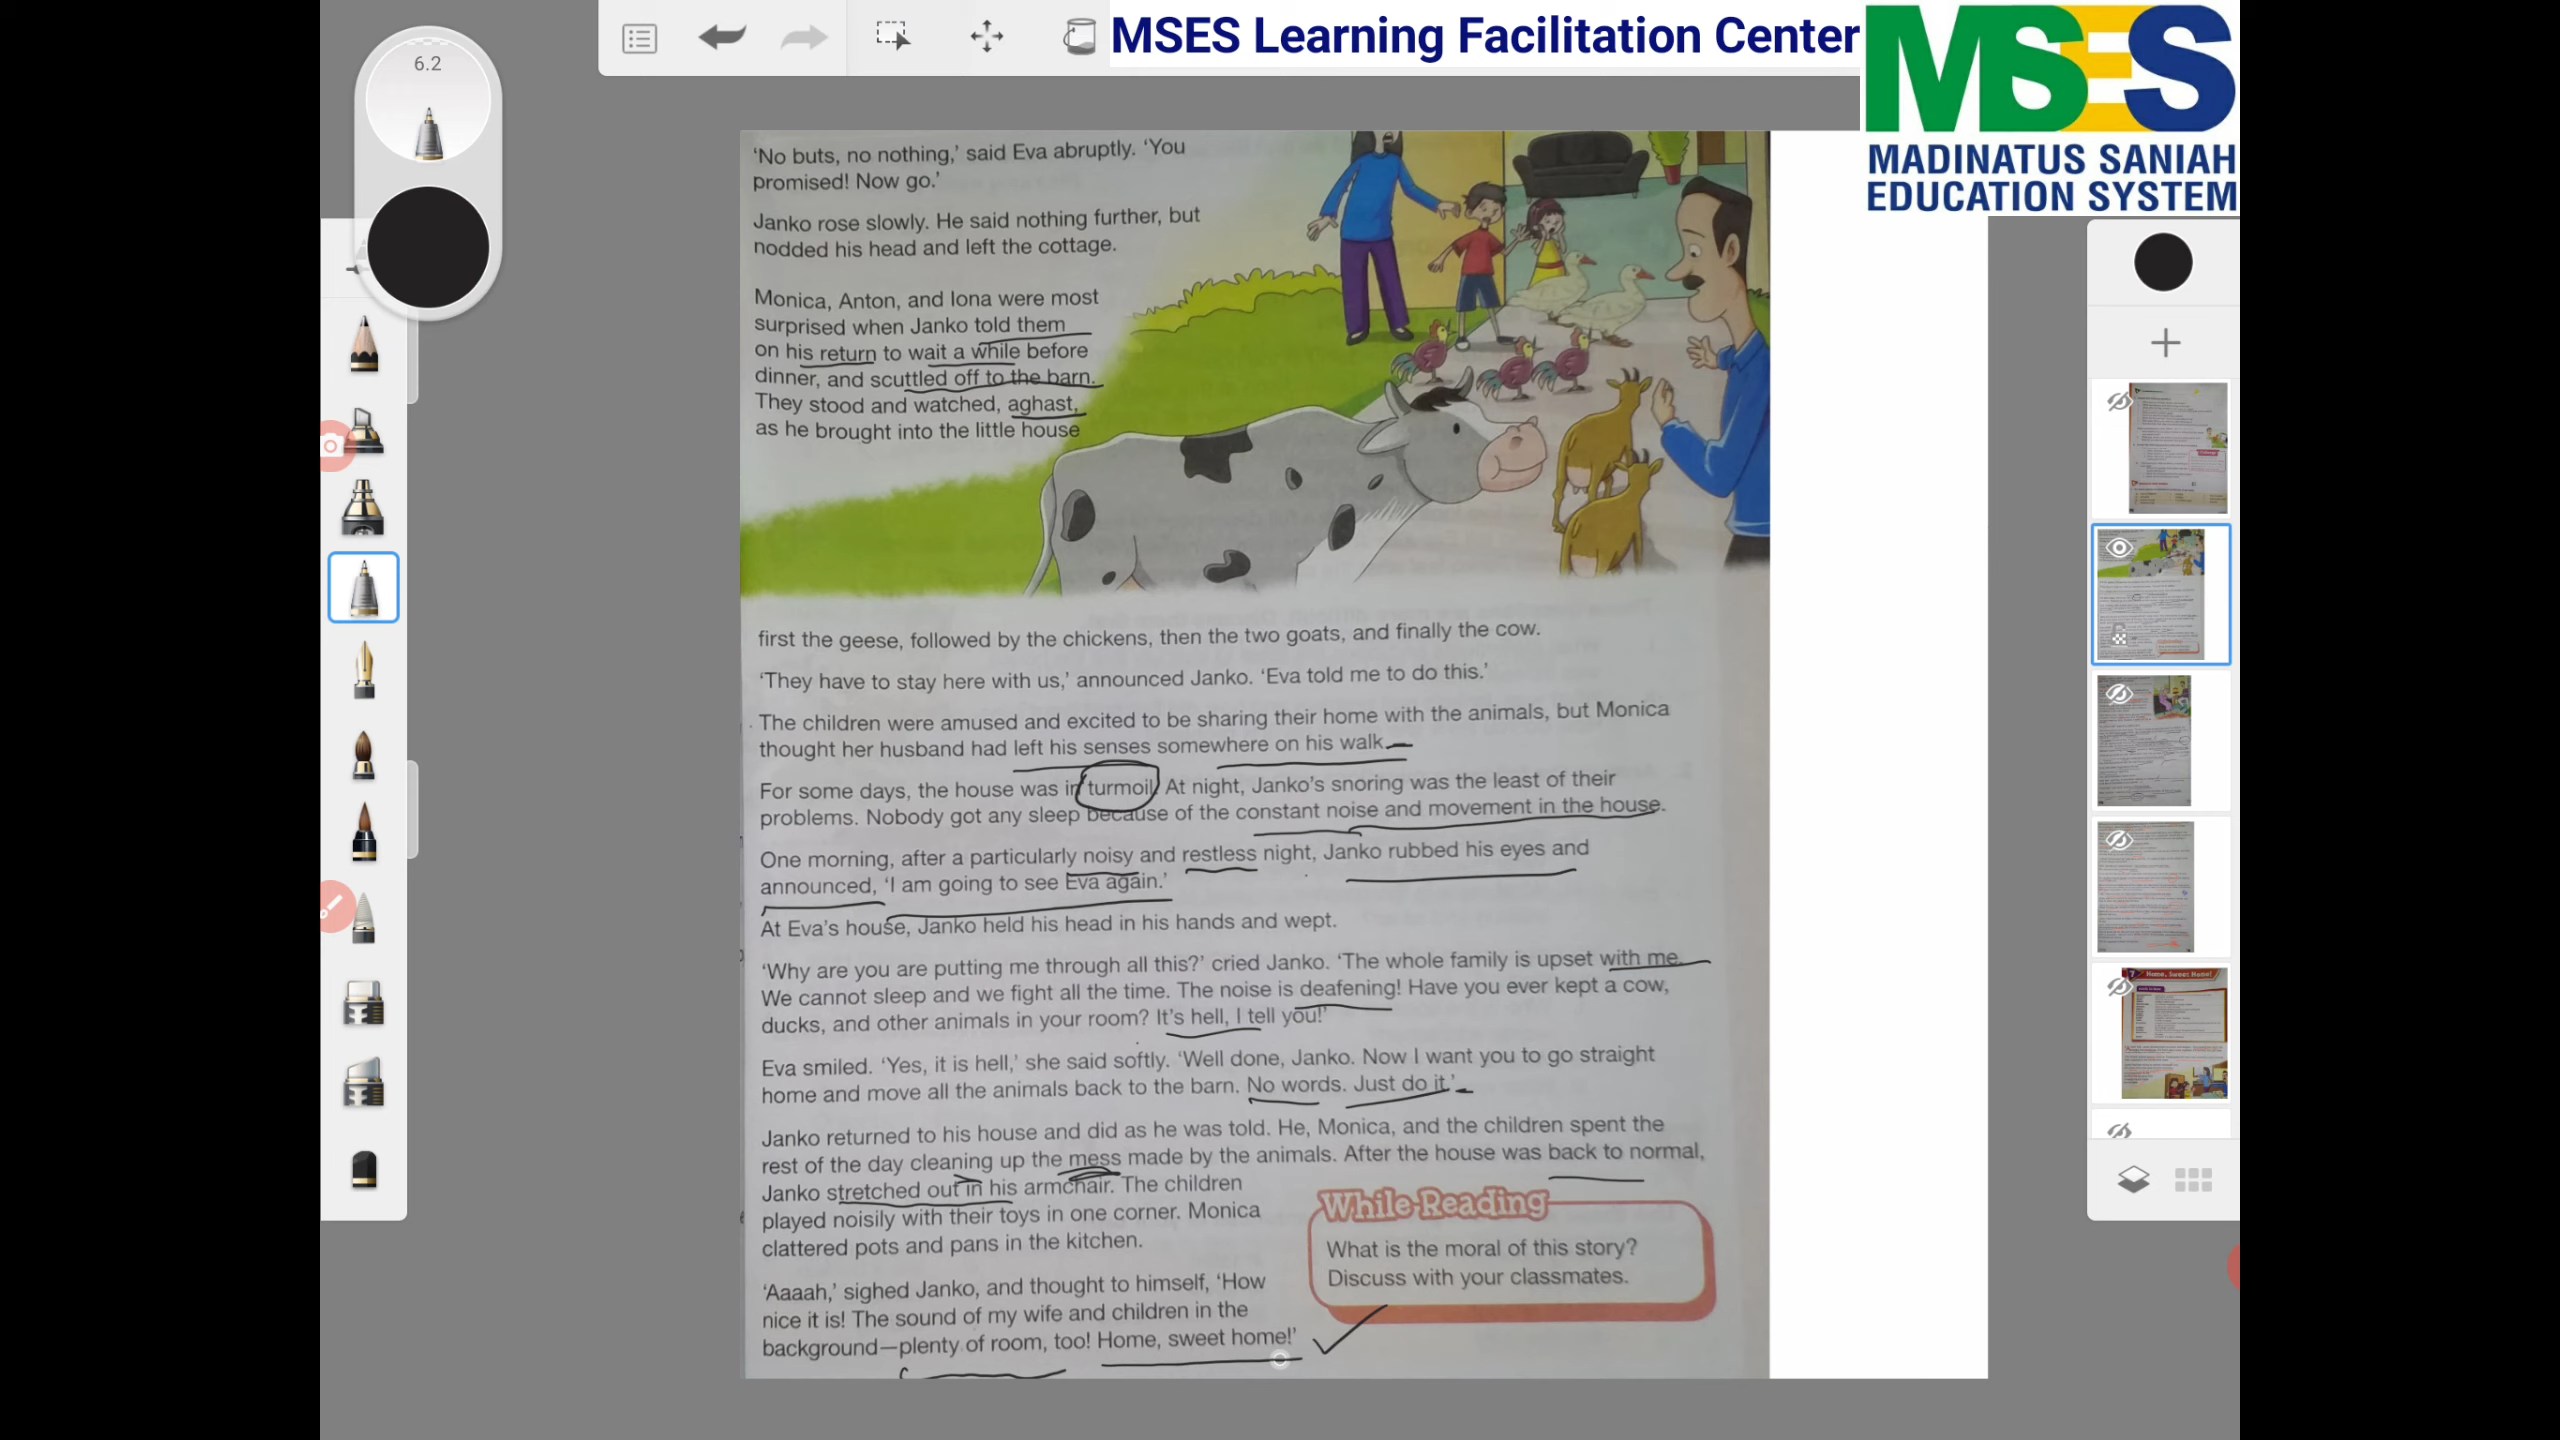 6.2
MSES Learning Facilitation Center
MSES
MADINATUS SANIAH
EDUCATION SYSTEM
‘No buts, no nothing,’ said Eva abruptly. ‘You
promised! Now go.’
Janko rose slowly. He said nothing further, but
nodded his head and left the cottage.
Monica, Anton, and Iona were most
surprised when Janko told them
on his return to wait a while before
dinner, and scuttled off to the barn.
They stood and watched, aghast,
as he brought into the little house
first the geese, followed by the chickens, then the two goats, and finally the cow.
‘They have to stay here with us,’ announced Janko. ‘Eva told me to do this.’
The children were amused and excited to be sharing their home with the animals, but Monica
thought her husband had left his senses somewhere on his walk.
For some days, the house was in turmoil. At night, Janko’s snoring was the least of their
problems. Nobody got any sleep because of the constant noise and movement in the house.
One morning, after a particularly noisy and restless night, Janko rubbed his eyes and
announced, ‘I am going to see Eva again.’
At Eva’s house, Janko held his head in his hands and wept.
‘Why are you are putting me through all this?’ cried Janko. ‘The whole family is upset with me.
We cannot sleep and we fight all the time. The noise is deafening! Have you ever kept a cow,
ducks, and other animals in your room? It’s hell, I tell you!’
Eva smiled. ‘Yes, it is hell,’ she said softly. ‘Well done, Janko. Now I want you to go straight
home and move all the animals back to the barn. No words. Just do it.’
Janko returned to his house and did as he was told. He, Monica, and the children spent the
rest of the day cleaning up the mess made by the animals. After the house was back to normal,
Janko stretched out in his armchair. The children
played noisily with their toys in one corner. Monica
clattered pots and pans in the kitchen.
‘Aaaah,’ sighed Janko, and thought to himself, ‘How
nice it is! The sound of my wife and children in the
background—plenty of room, too! Home, sweet home!’
While Reading
What is the moral of this story?
Discuss with your classmates.
7 Home, Sweet Home!